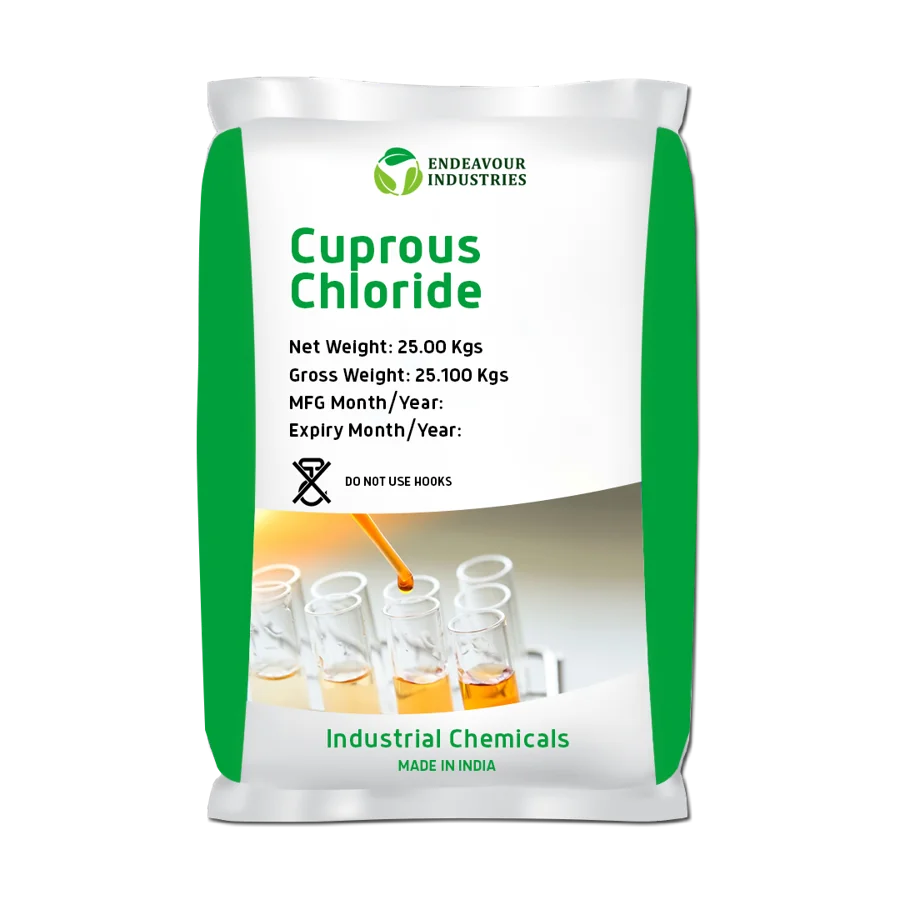 ENDEAVOUR
INDUSTRIES
Cuprous
Chloride
Net Weight: 25.00 Kgs
Gross Weight: 25.100 Kgs
MFG Month/Year:
Expiry Month/Year:
DO NOT USE HOOKS
Industrial Chemicals
MADE IN INDIA